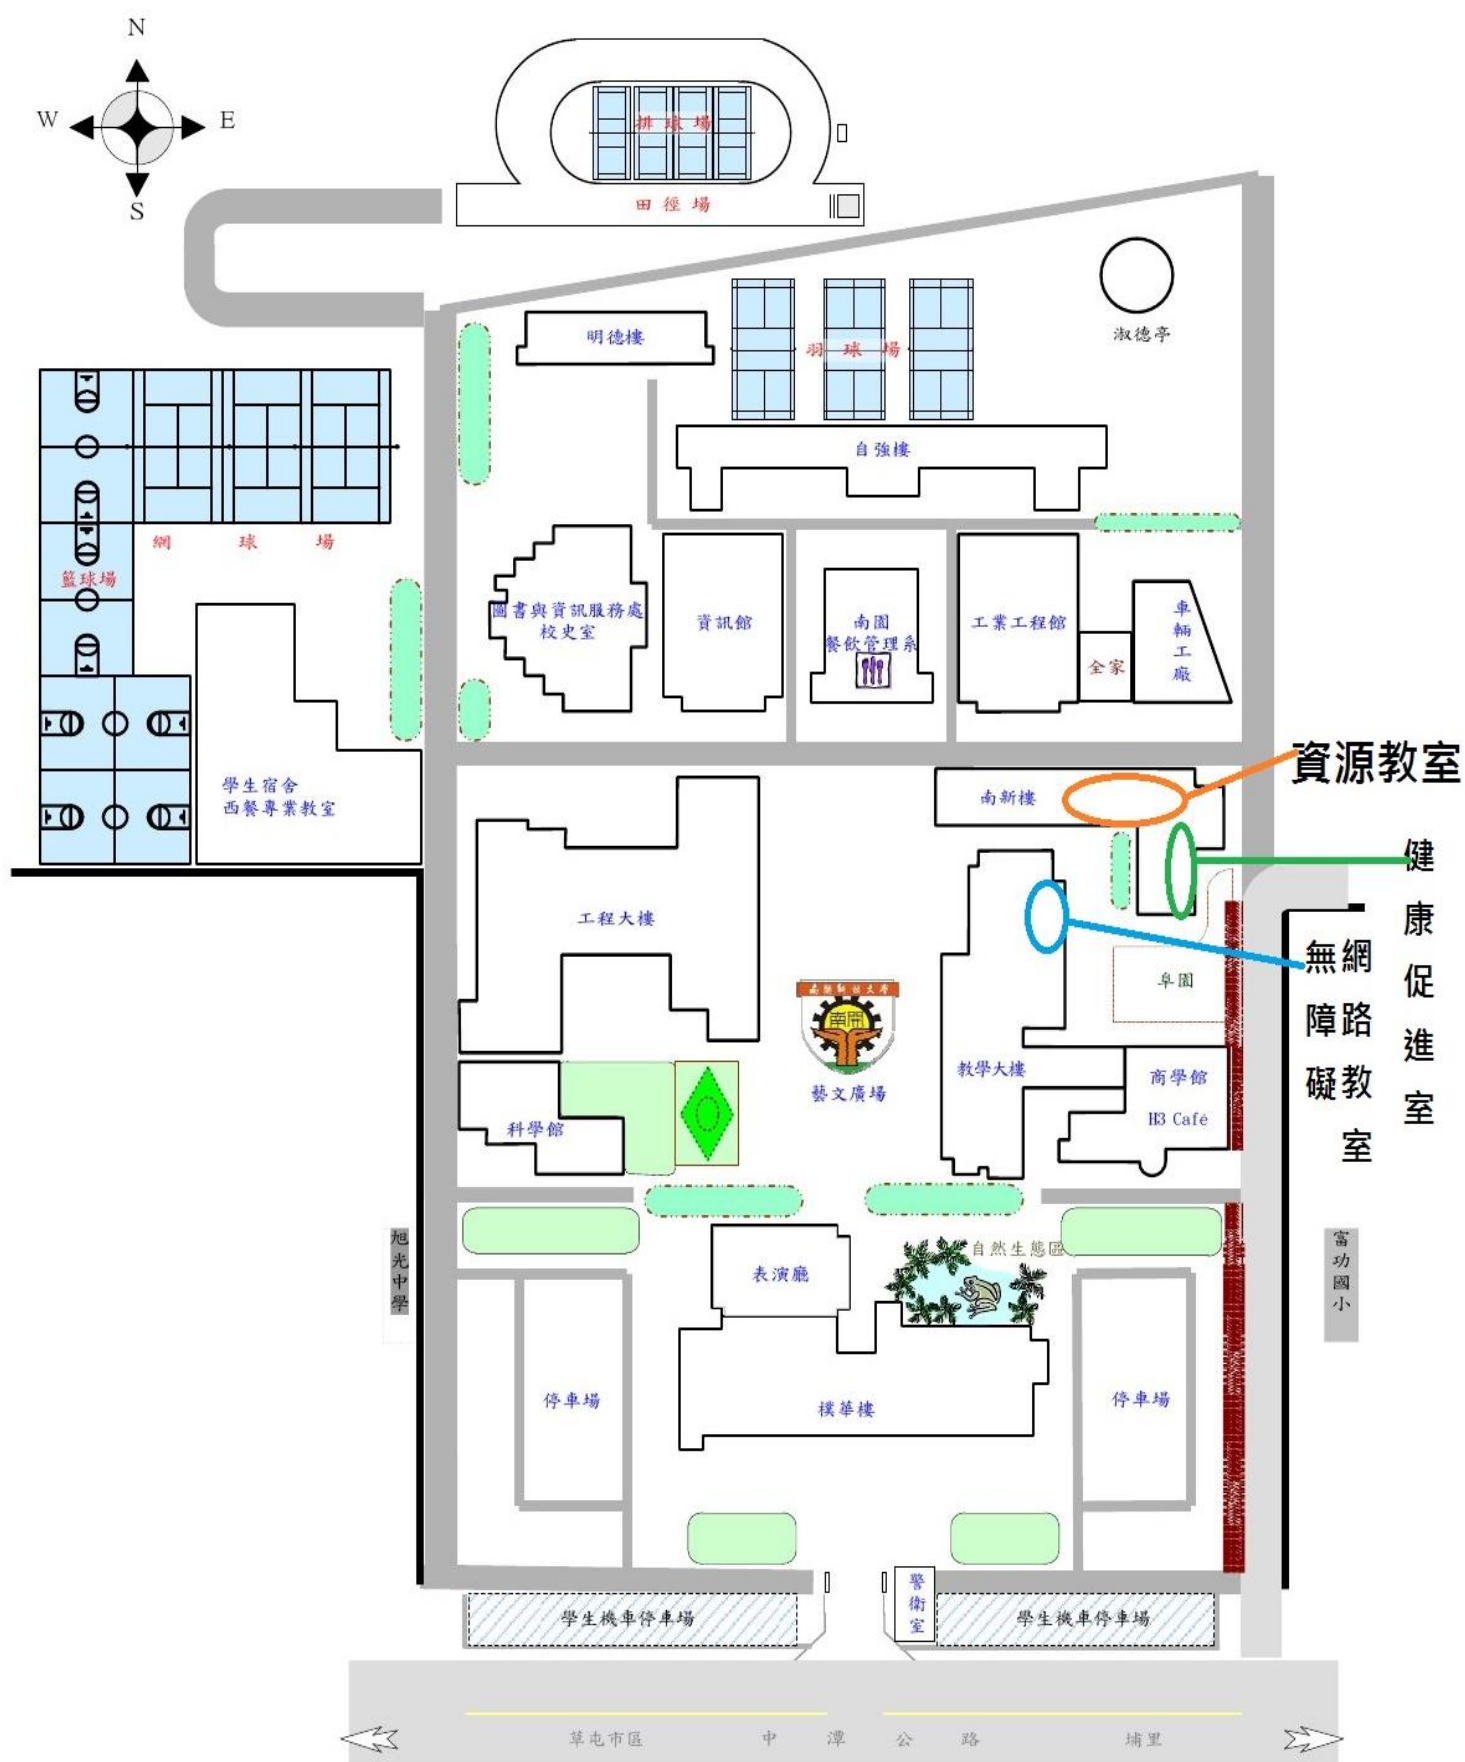 N
W
E
S
排球場
田徑場
淑德亭
明德樓
羽球場
自強樓
網球場
籃球場
圖書與資訊服務處
校史室
資訊館
南園
餐飲管理系
工業工程館
全家
車輛工廠
學生宿舍
西餐專業教室
南新樓
資源教室
健康促進室
無障礙
網路教室
工程大樓
阜園
南開科技大學
南開
藝文廣場
教學大樓
商學館
H3 Café
科學館
旭光中學
富功國小
表演廳
自然生態區
停車場
樸華樓
停車場
警衛室
學生機車停車場
學生機車停車場
草屯市區 中潭公路 埔里